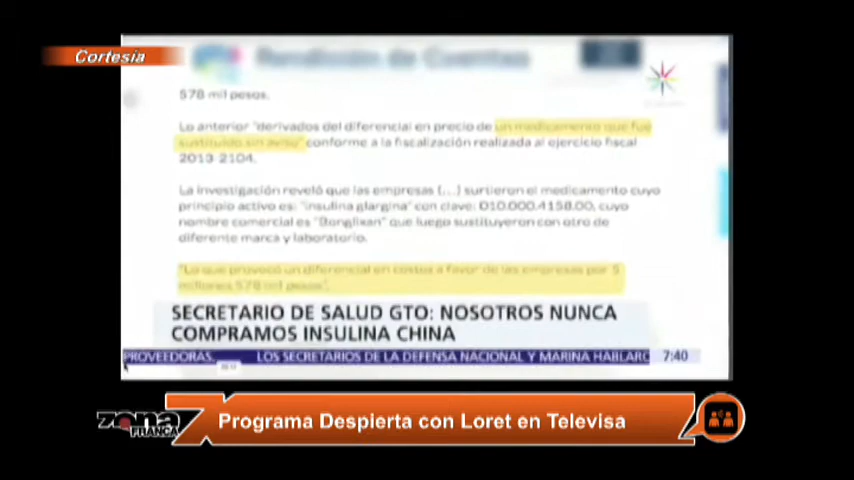 Cortesía
Rendición de Cuentas
578 mil pesos.
Lo anterior "derivados del diferencial en precio de un medicamento que fue
sustituido sin aviso" conforme a la fiscalización realizada al ejercicio fiscal
2013-2104.
La investigación reveló que las empresas (...) surtieron el medicamento cuyo
principio activo es: "insulina glargina" con clave: 010.000.4158.00, cuyo
nombre comercial es "Bonglixan" que luego sustituyeron con otro de
diferente marca y laboratorio.
"Lo que provocó un diferencial en costos a favor de las empresas por 5
millones 578 mil pesos".
SECRETARIO DE SALUD GTO: NOSOTROS NUNCA
COMPRAMOS INSULINA CHINA
PROVEEDORAS. LOS SECRETARIOS DE LA DEFENSA NACIONAL Y MARINA HABLARO 7:40
zona
FRANCA
Programa Despierta con Loret en Televisa